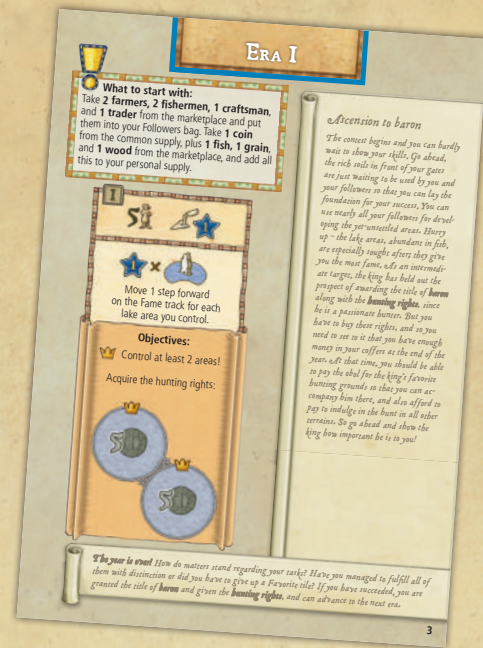 ERA I
What to start with:
Take 2 farmers, 2 fishermen, 1 craftsman,
and 1 trader from the marketplace and put
them into your Followers bag. Take 1 coin
from the common supply, plus 1 fish, 1 grain,
and 1 wood from the marketplace, and add all
this to your personal supply.
I
5
1
1 ×
Move 1 step forward
on the Fame track for each
lake area you control.
Objectives:
Control at least 2 areas!
Acquire the hunting rights:
5
5
Ascension to baron
The contest begins and you can hardly
wait to show your skills. Go ahead,
the rich soils in front of your gates
are just waiting to be used by you and
your followers so that you can lay the
foundation for your success. You can
use nearly all your followers for devel-
oping the yet-unsettled areas. Hurry
up – the lake areas, abundant in fish,
are especially sought after; they give
you the most fame. As an intermedi-
ate target, the king has held out the
prospect of awarding the title of baron
along with the hunting rights, since
he is a passionate hunter. But you
have to buy these rights, and so you
need to see to it that you have enough
money in your coffers at the end of the
year. At that time, you should be able
to pay the obol for the king's favorite
hunting grounds so that you can ac-
company him there, and also afford to
pay to indulge in the hunt in all other
terrains. So go ahead and show the
king how important he is to you!
The year is over! How do matters stand regarding your tasks? Have you managed to fulfill all of
them with distinction or did you have to give up a Favorite tile? If you have succeeded, you are
granted the title of baron and given the hunting rights, and can advance to the next era.
3